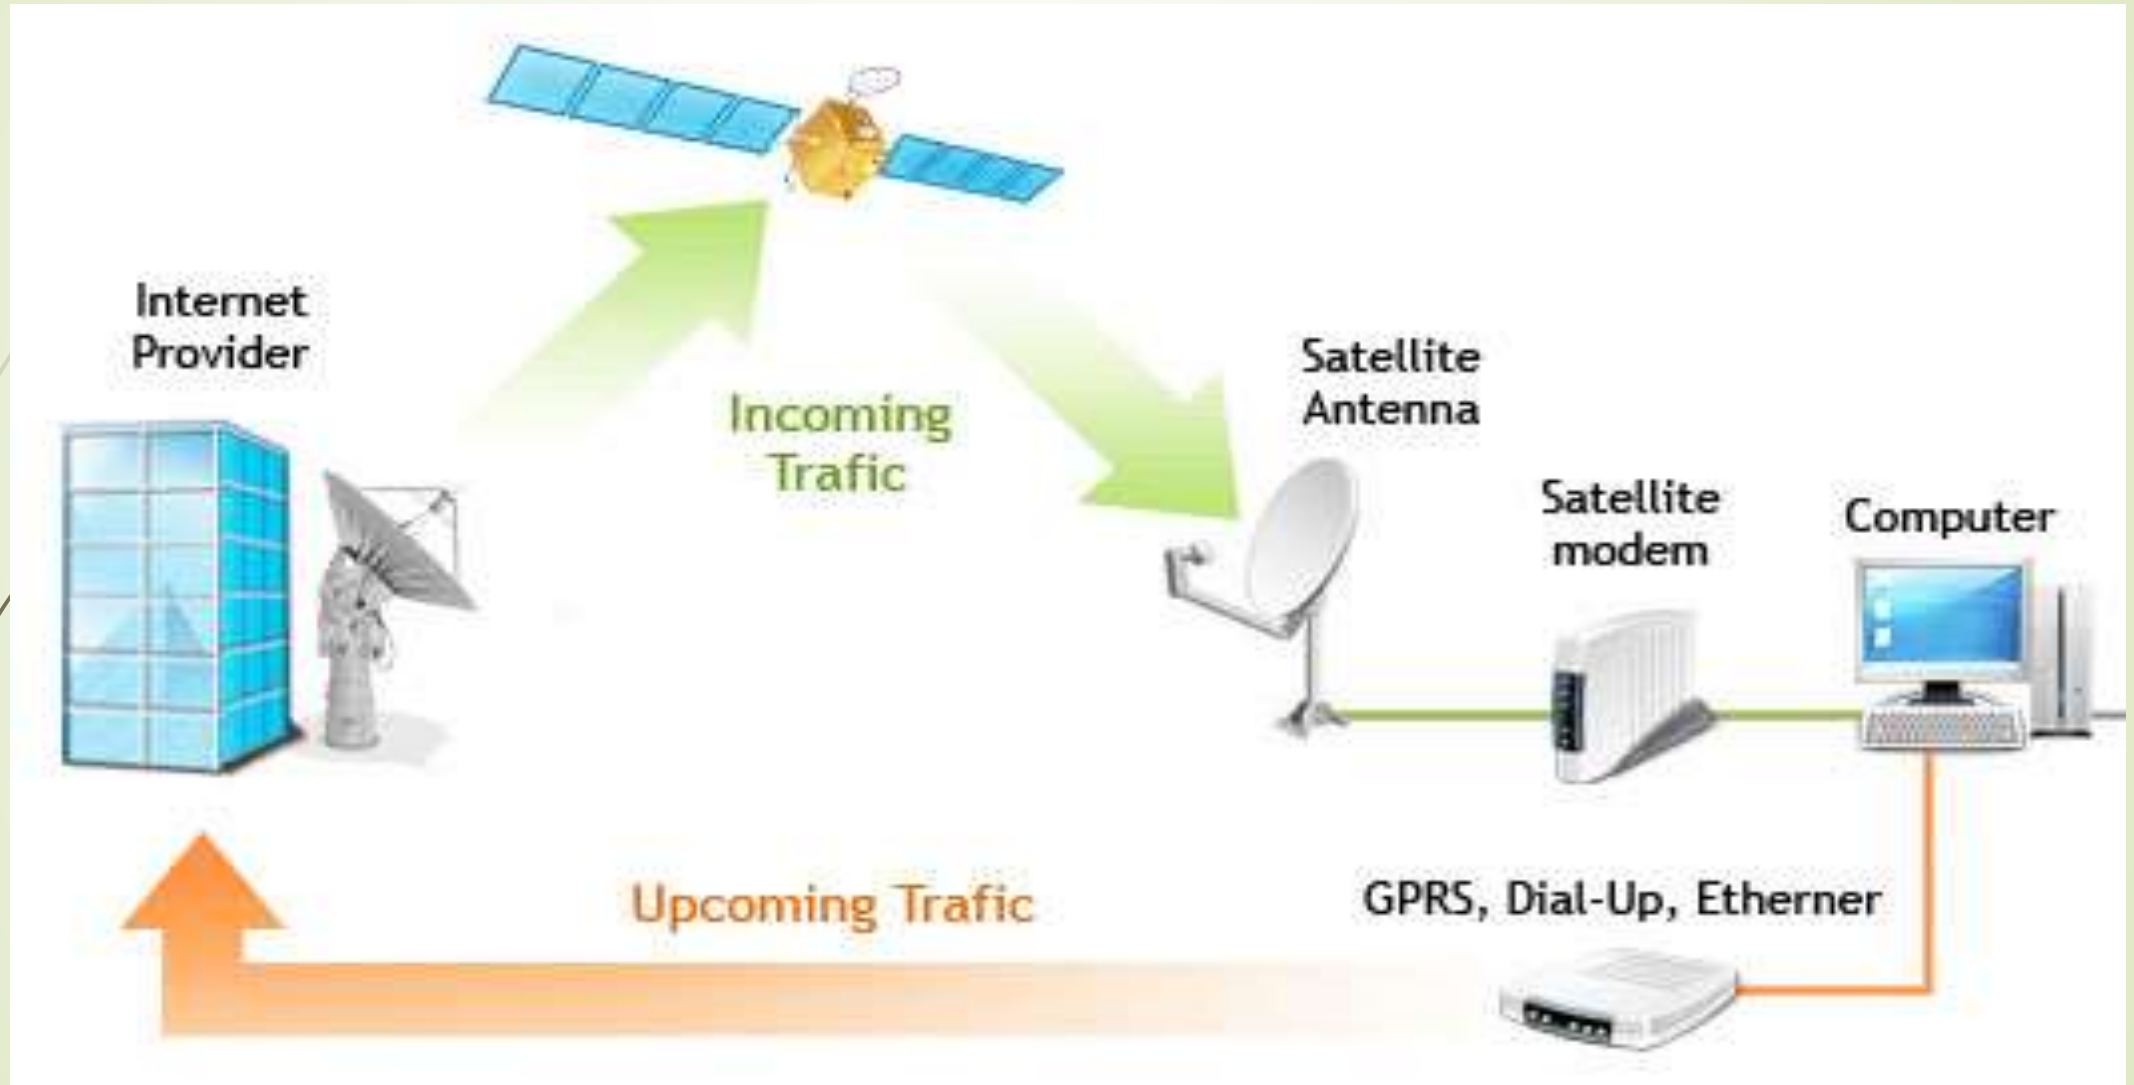 Internet
Provider
Incoming
Trafic
Satellite
Antenna
Satellite
modem
Computer
Upcoming Trafic
GPRS, Dial-Up, Etherner